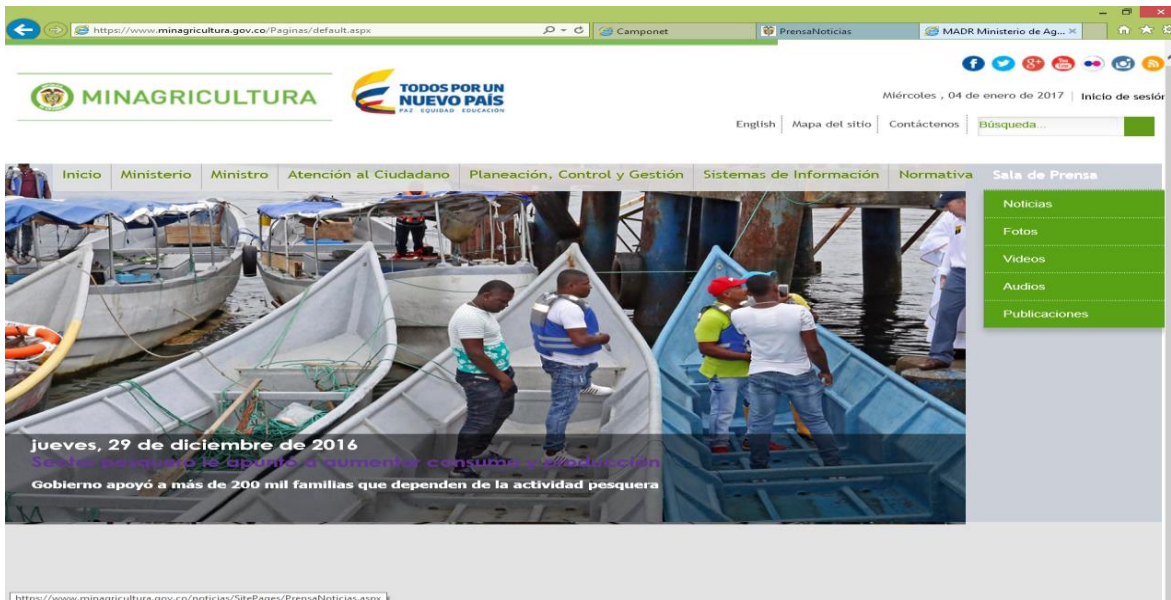 https://www.minagricultura.gov.co/Paginas/default.aspx
Camponet
PrensaNoticias
MADR Ministerio de Ag...
MINAGRICULTURA
TODOS POR UN
NUEVO PAÍS
PAZ EQUIDAD EDUCACIÓN
Miércoles , 04 de enero de 2017 | Inicio de sesión
English | Mapa del sitio | Contáctenos
Búsqueda...
Inicio Ministerio Ministro Atención al Ciudadano Planeación, Control y Gestión Sistemas de Información Normativa Sala de Prensa
Noticias
Fotos
Videos
Audios
Publicaciones
jueves, 29 de diciembre de 2016
Sector pesquero le apuntó a aumentar consumo y producción
Gobierno apoyó a más de 200 mil familias que dependen de la actividad pesquera
https://www.minagricultura.gov.co/noticias/SitePages/PrensaNoticias.aspx